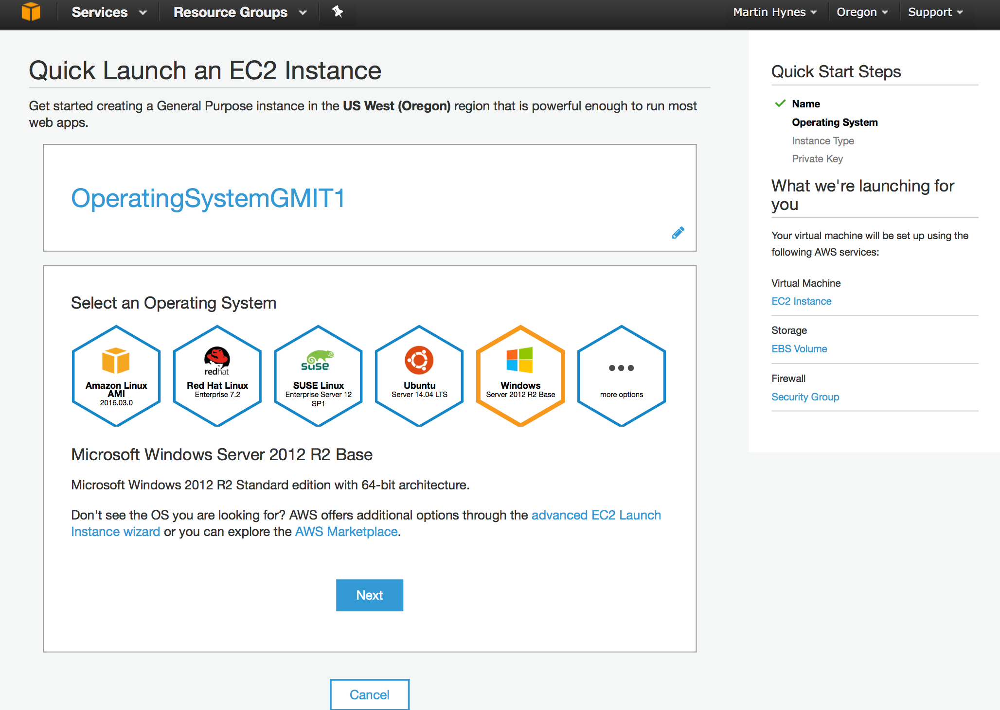 Services
Resource Groups
Martin Hynes
Oregon
Support
Quick Launch an EC2 Instance
Get started creating a General Purpose instance in the US West (Oregon) region that is powerful enough to run most
web apps.
OperatingSystemGMIT1
Select an Operating System
Amazon Linux
AMI
2016.03.0
redhat
Red Hat Linux
Enterprise 7.2
suse
SUSE Linux
Enterprise Server 12
SP1
Ubuntu
Server 14.04 LTS
Windows
Server 2012 R2 Base
more options
Microsoft Windows Server 2012 R2 Base
Microsoft Windows 2012 R2 Standard edition with 64-bit architecture.
Don't see the OS you are looking for? AWS offers additional options through the advanced EC2 Launch
Instance wizard or you can explore the AWS Marketplace.
Next
Cancel
Quick Start Steps
Name
Operating System
Instance Type
Private Key
What we're launching for
you
Your virtual machine will be set up using the
following AWS services:
Virtual Machine
EC2 Instance
Storage
EBS Volume
Firewall
Security Group